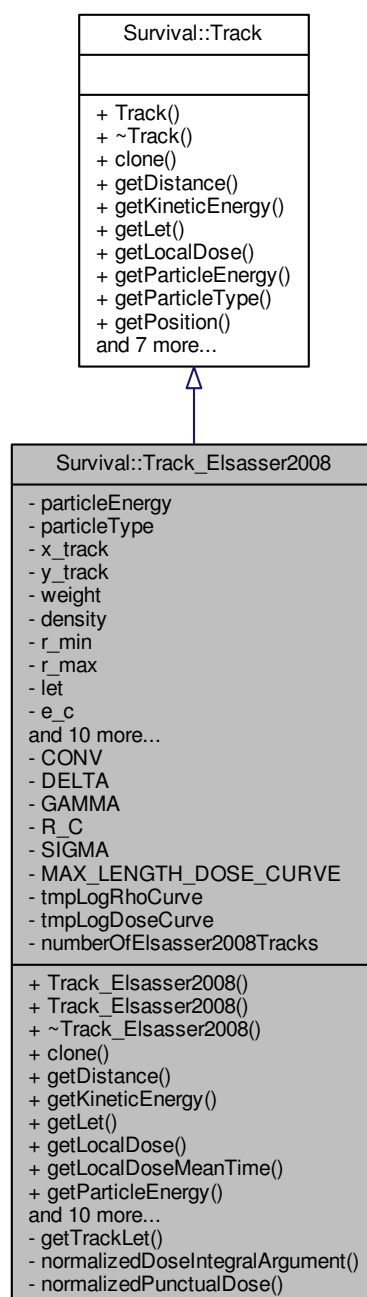 Survival::Track
+ Track()
+ ~Track()
+ clone()
+ getDistance()
+ getKineticEnergy()
+ getLet()
+ getLocalDose()
+ getParticleEnergy()
+ getParticleType()
+ getPosition()
and 7 more...
Survival::Track_Elsasser2008
- particleEnergy
- particleType
- x_track
- y_track
- weight
- density
- r_min
- r_max
- let
- e_c
and 10 more...
- CONV
- DELTA
- GAMMA
- R_C
- SIGMA
- MAX_LENGTH_DOSE_CURVE
- tmpLogRhoCurve
- tmpLogDoseCurve
- numberOfElsasser2008Tracks
+ Track_Elsasser2008()
+ Track_Elsasser2008()
+ ~Track_Elsasser2008()
+ clone()
+ getDistance()
+ getKineticEnergy()
+ getLet()
+ getLocalDose()
+ getLocalDoseMeanTime()
+ getParticleEnergy()
and 10 more...
- getTrackLet()
- normalizedDoseIntegralArgument()
- normalizedPunctualDose()